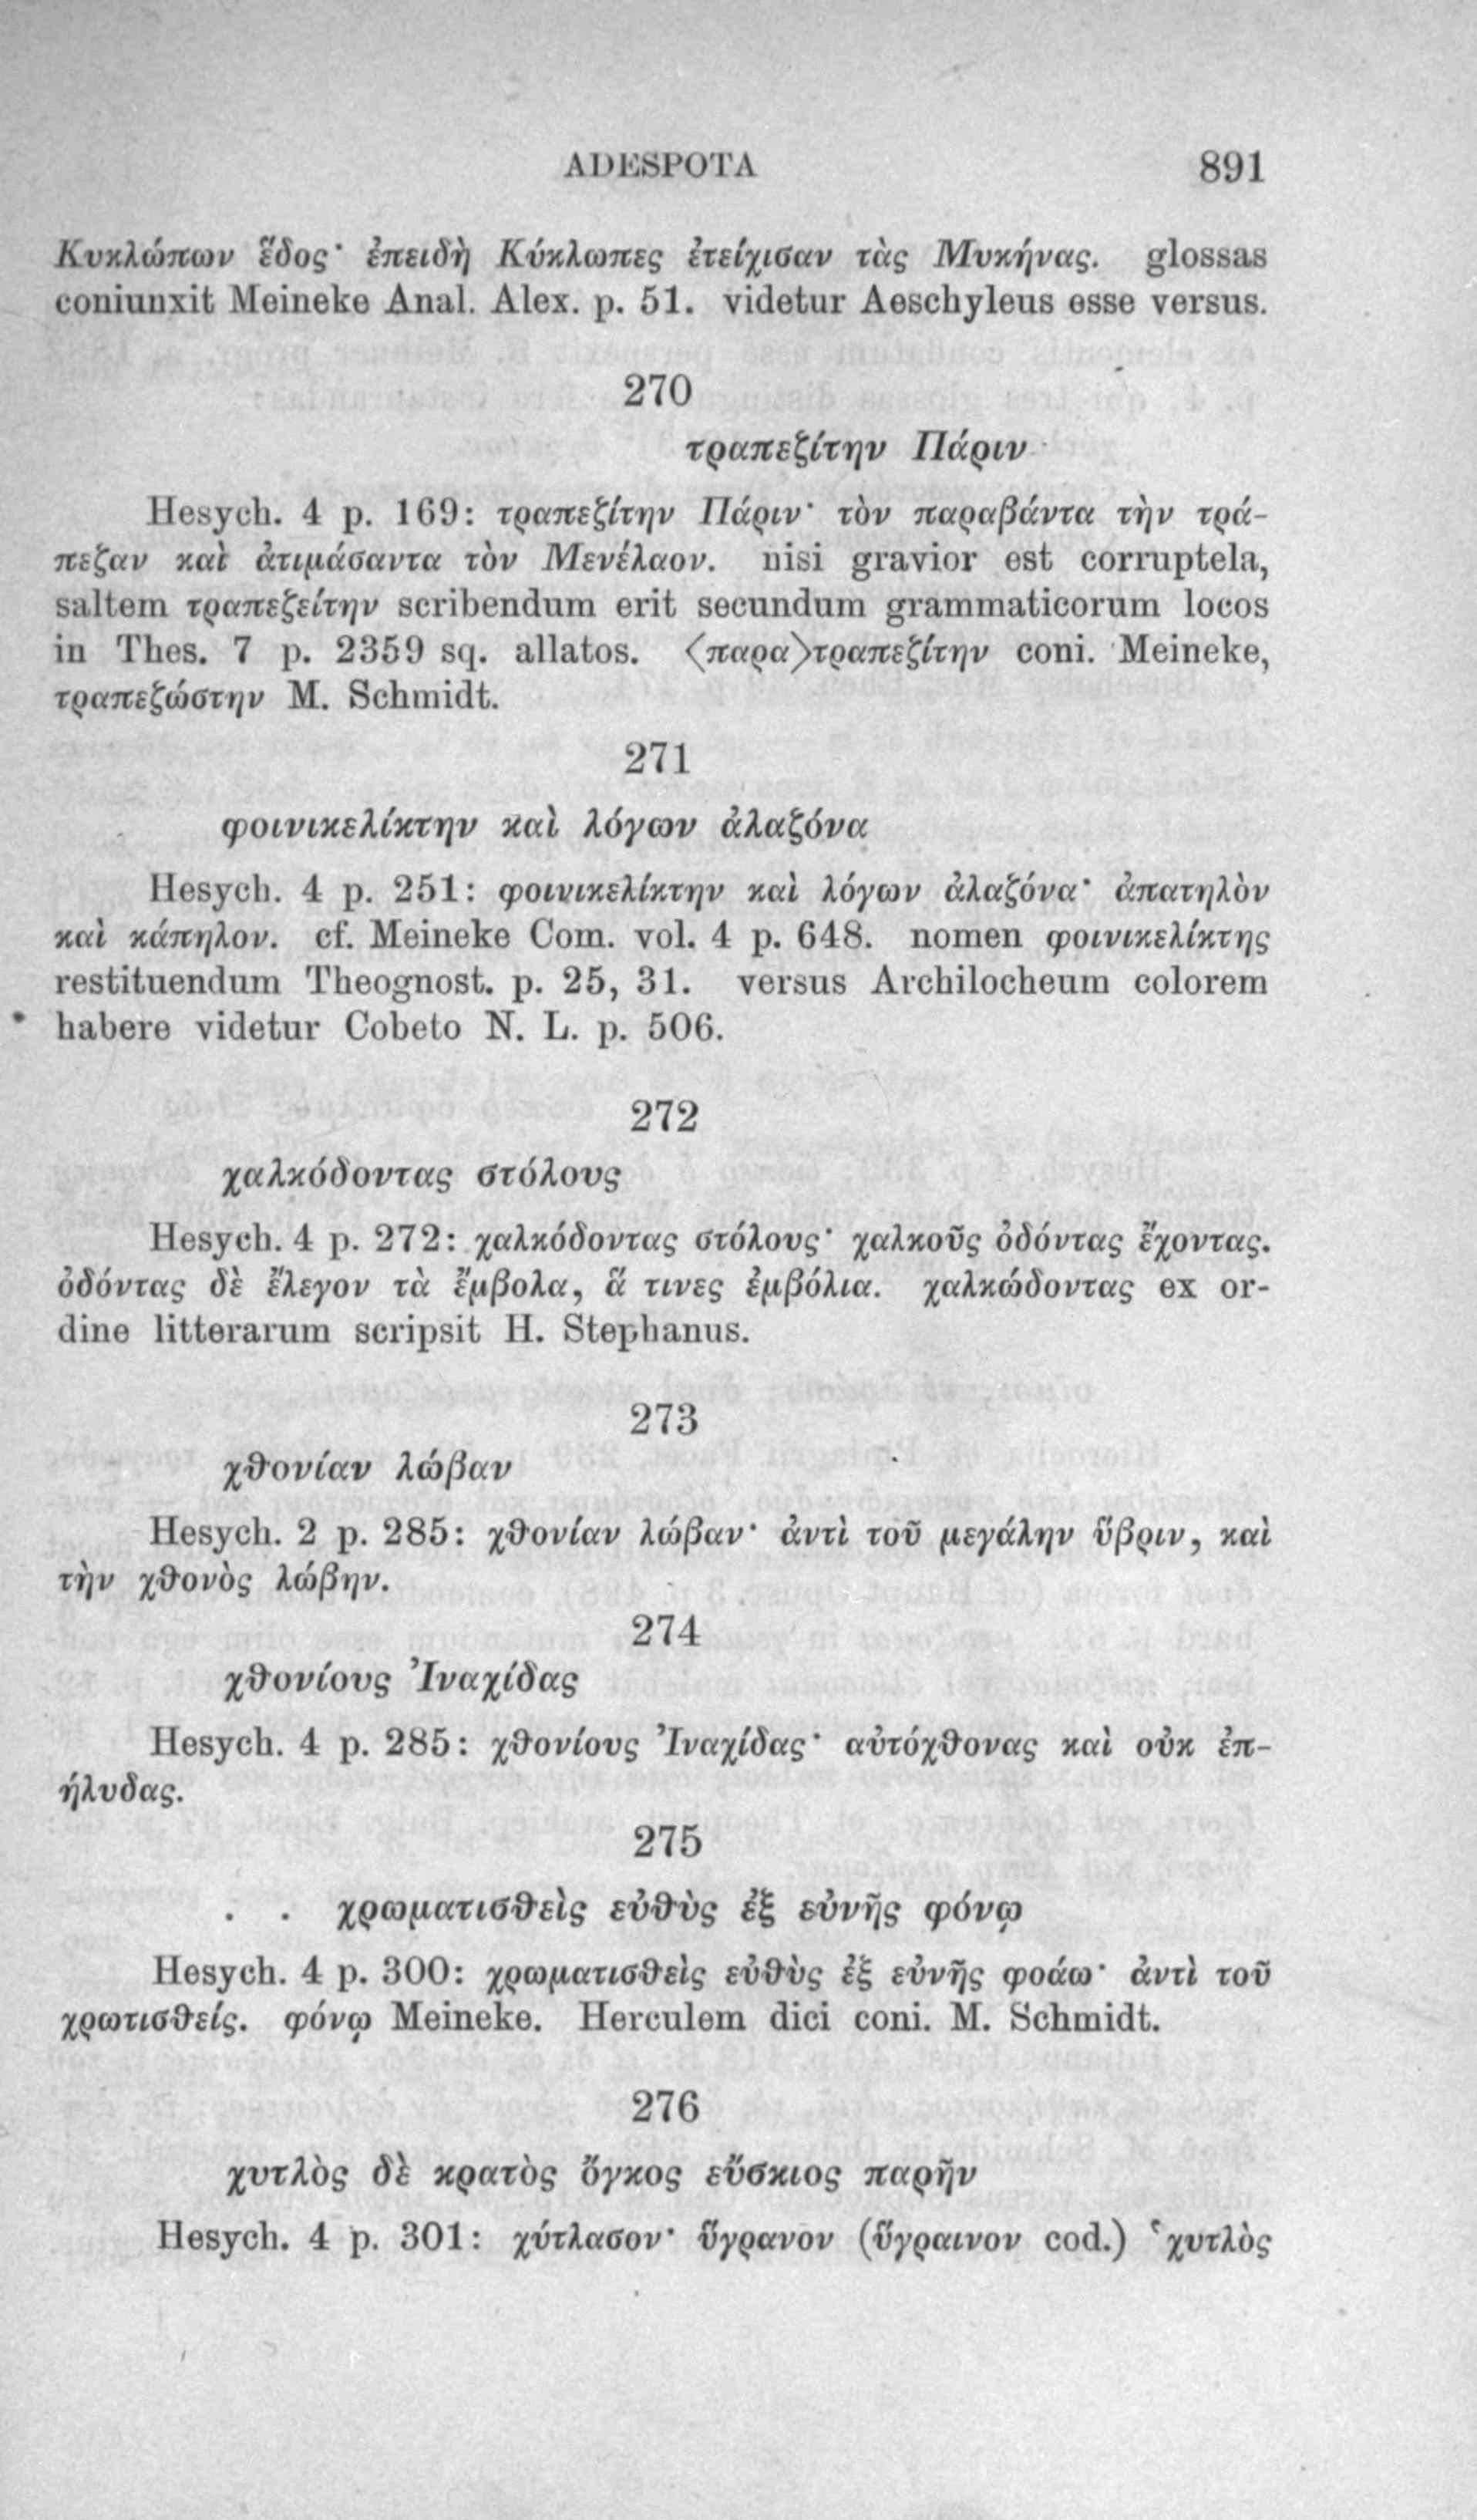 ADESPOTA 891
Κυκλώπων ἕδος· ἐπειδὴ Κύκλωπες ἐτείχισαν τὰς Μυκήνας. glossas
coniunxit Meineke Anal. Alex. p. 51. videtur Aeschyleus esse versus.
270
τραπεζίτην Πάριν
Hesych. 4 p. 169: τραπεζίτην Πάριν· τὸν παραβάντα τὴν τρά-
πεζαν καὶ ἀτιμάσαντα τὸν Μενέλαον. nisi gravior est corruptela,
saltem τραπεζείτην scribendum erit secundum grammaticorum locos
in Thes. 7 p. 2359 sq. allatos. 〈παρα〉τραπεζίτην coni. Meineke,
τραπεζώστην M. Schmidt.
271
φοινικελίκτην καὶ λόγων ἀλαζόνα
Hesych. 4 p. 251: φοινικελίκτην καὶ λόγων ἀλαζόνα· ἀπατηλὸν
καὶ κάπηλον. cf. Meineke Com. vol. 4 p. 648. nomen φοινικελίκτης
restituendum Theognost. p. 25, 31. versus Archilocheum colorem
habere videtur Cobeto N. L. p. 506.
272
χαλκόδοντας στόλους
Hesych. 4 p. 272: χαλκόδοντας στόλους· χαλκοῦς ὀδόντας ἔχοντας.
ὀδόντας δὲ ἔλεγον τὰ ἔμβολα, ἅ τινες ἐμβόλια. χαλκώδοντας ex or-
dine litterarum scripsit H. Stephanus.
273
χθονίαν λώβαν
Hesych. 2 p. 285: χθονίαν λώβαν· ἀντὶ τοῦ μεγάλην ὕβριν, καὶ
τὴν χθονὸς λώβην.
274
χθονίους Ἰναχίδας
Hesych. 4 p. 285: χθονίους Ἰναχίδας· αὐτόχθονας καὶ οὐκ ἐπ-
ήλυδας.
275
. . χρωματισθεὶς εὐθὺς ἐξ εὐνῆς φόνῳ
Hesych. 4 p. 300: χρωματισθεὶς εὐθὺς ἐξ εὐνῆς φοάω· ἀντὶ τοῦ
χρωτισθείς. φόνῳ Meineke. Herculem dici coni. M. Schmidt.
276
χυτλὸς δὲ κρατὸς ὄγκος εὔσκιος παρῆν
Hesych. 4 p. 301: χύτλασον· ὕγρανον (ὕγραινον cod.) ‛χυτλὸς